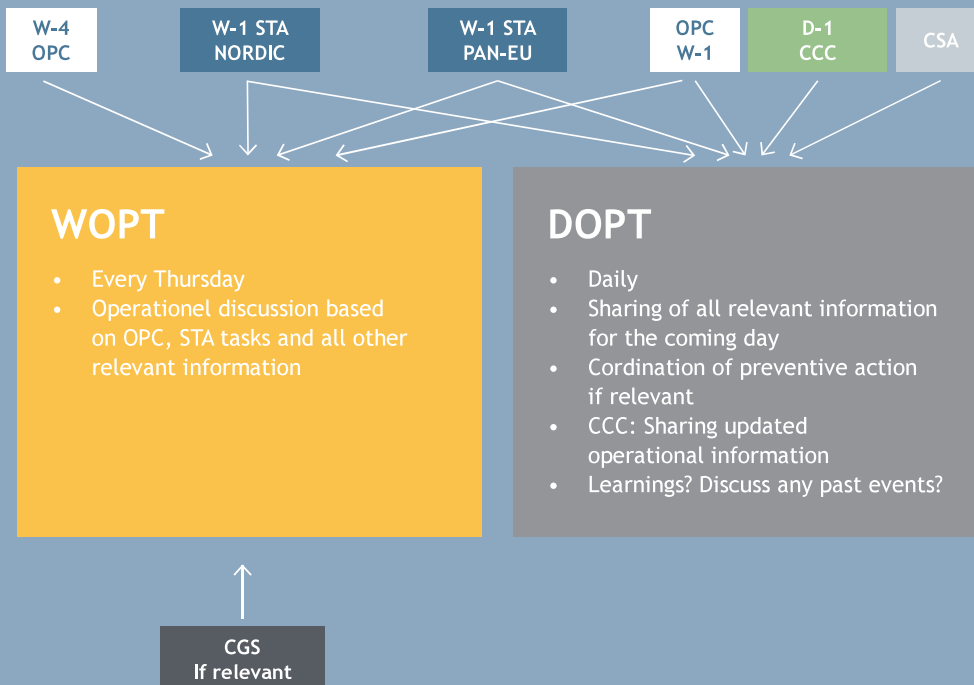 W-4
OPC
W-1 STA
NORDIC
W-1 STA
PAN-EU
OPC
W-1
D-1
CCC
CSA
WOPT
• Every Thursday
• Operationel discussion based
on OPC, STA tasks and all other
relevant information
DOPT
• Daily
• Sharing of all relevant information
for the coming day
• Cordination of preventive action
if relevant
• CCC: Sharing updated
operational information
• Learnings? Discuss any past events?
CGS
If relevant